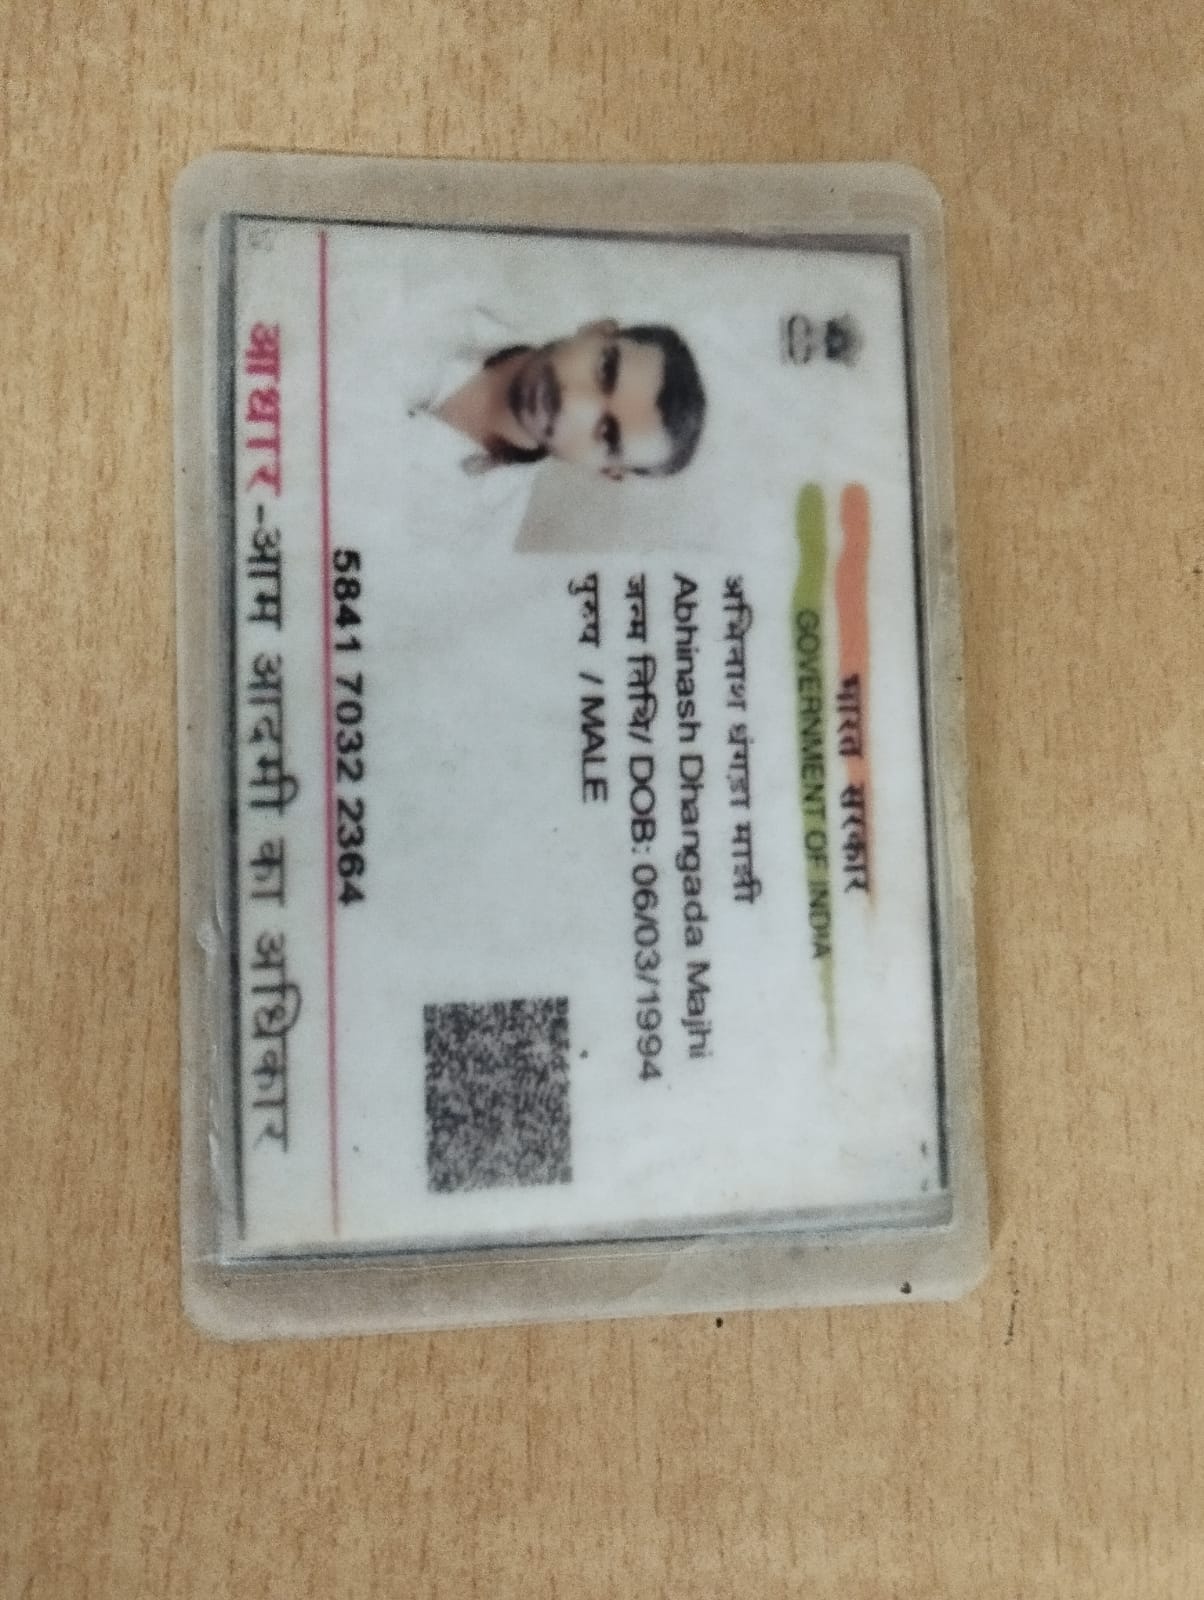 भारत सरकार
GOVERNMENT OF INDIA
अभिनाश धंगड़ा माझी
Abhinash Dhangada Majhi
जन्म तिथि/ DOB: 06/03/1994
पुरुष / MALE
5841 7032 2364
आधार-आम आदमी का अधिकार